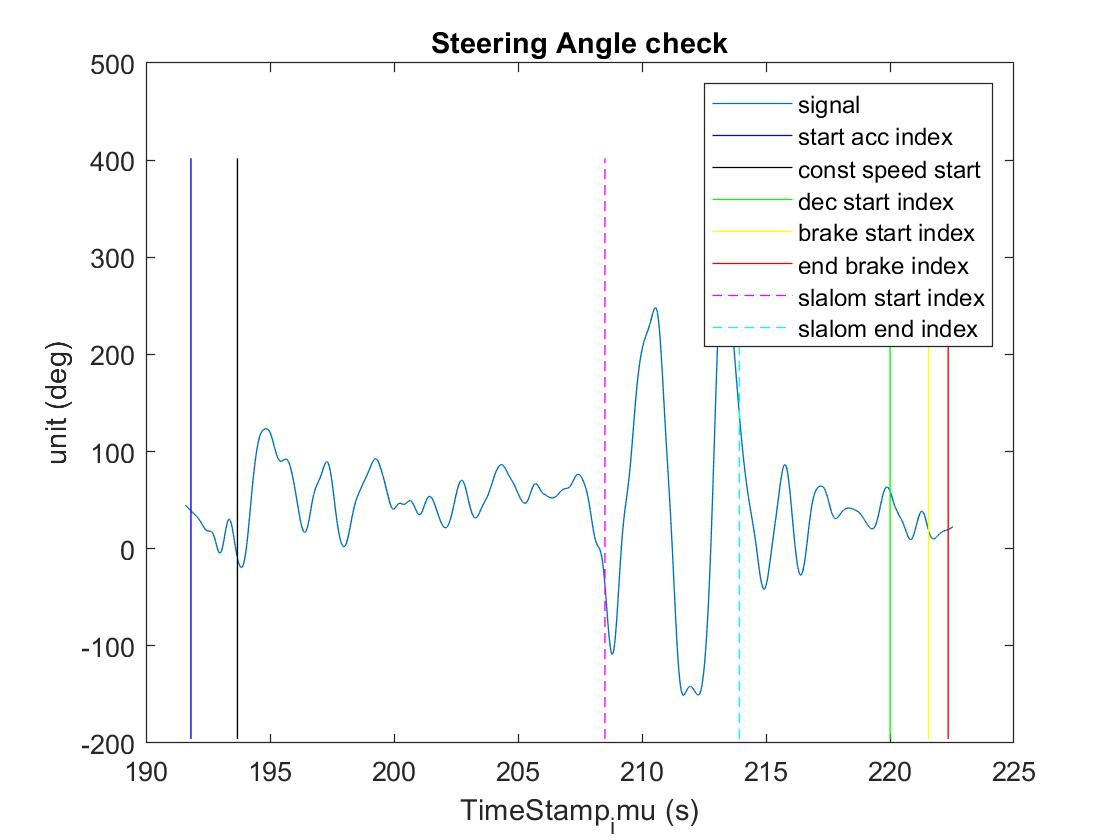 Steering Angle check
500
400
300
200
100
0
-100
-200
unit (deg)
signal
start acc index
const speed start
dec start index
brake start index
end brake index
slalom start index
slalom end index
190 195 200 205 210 215 220 225
TimeStamp_imu (s)